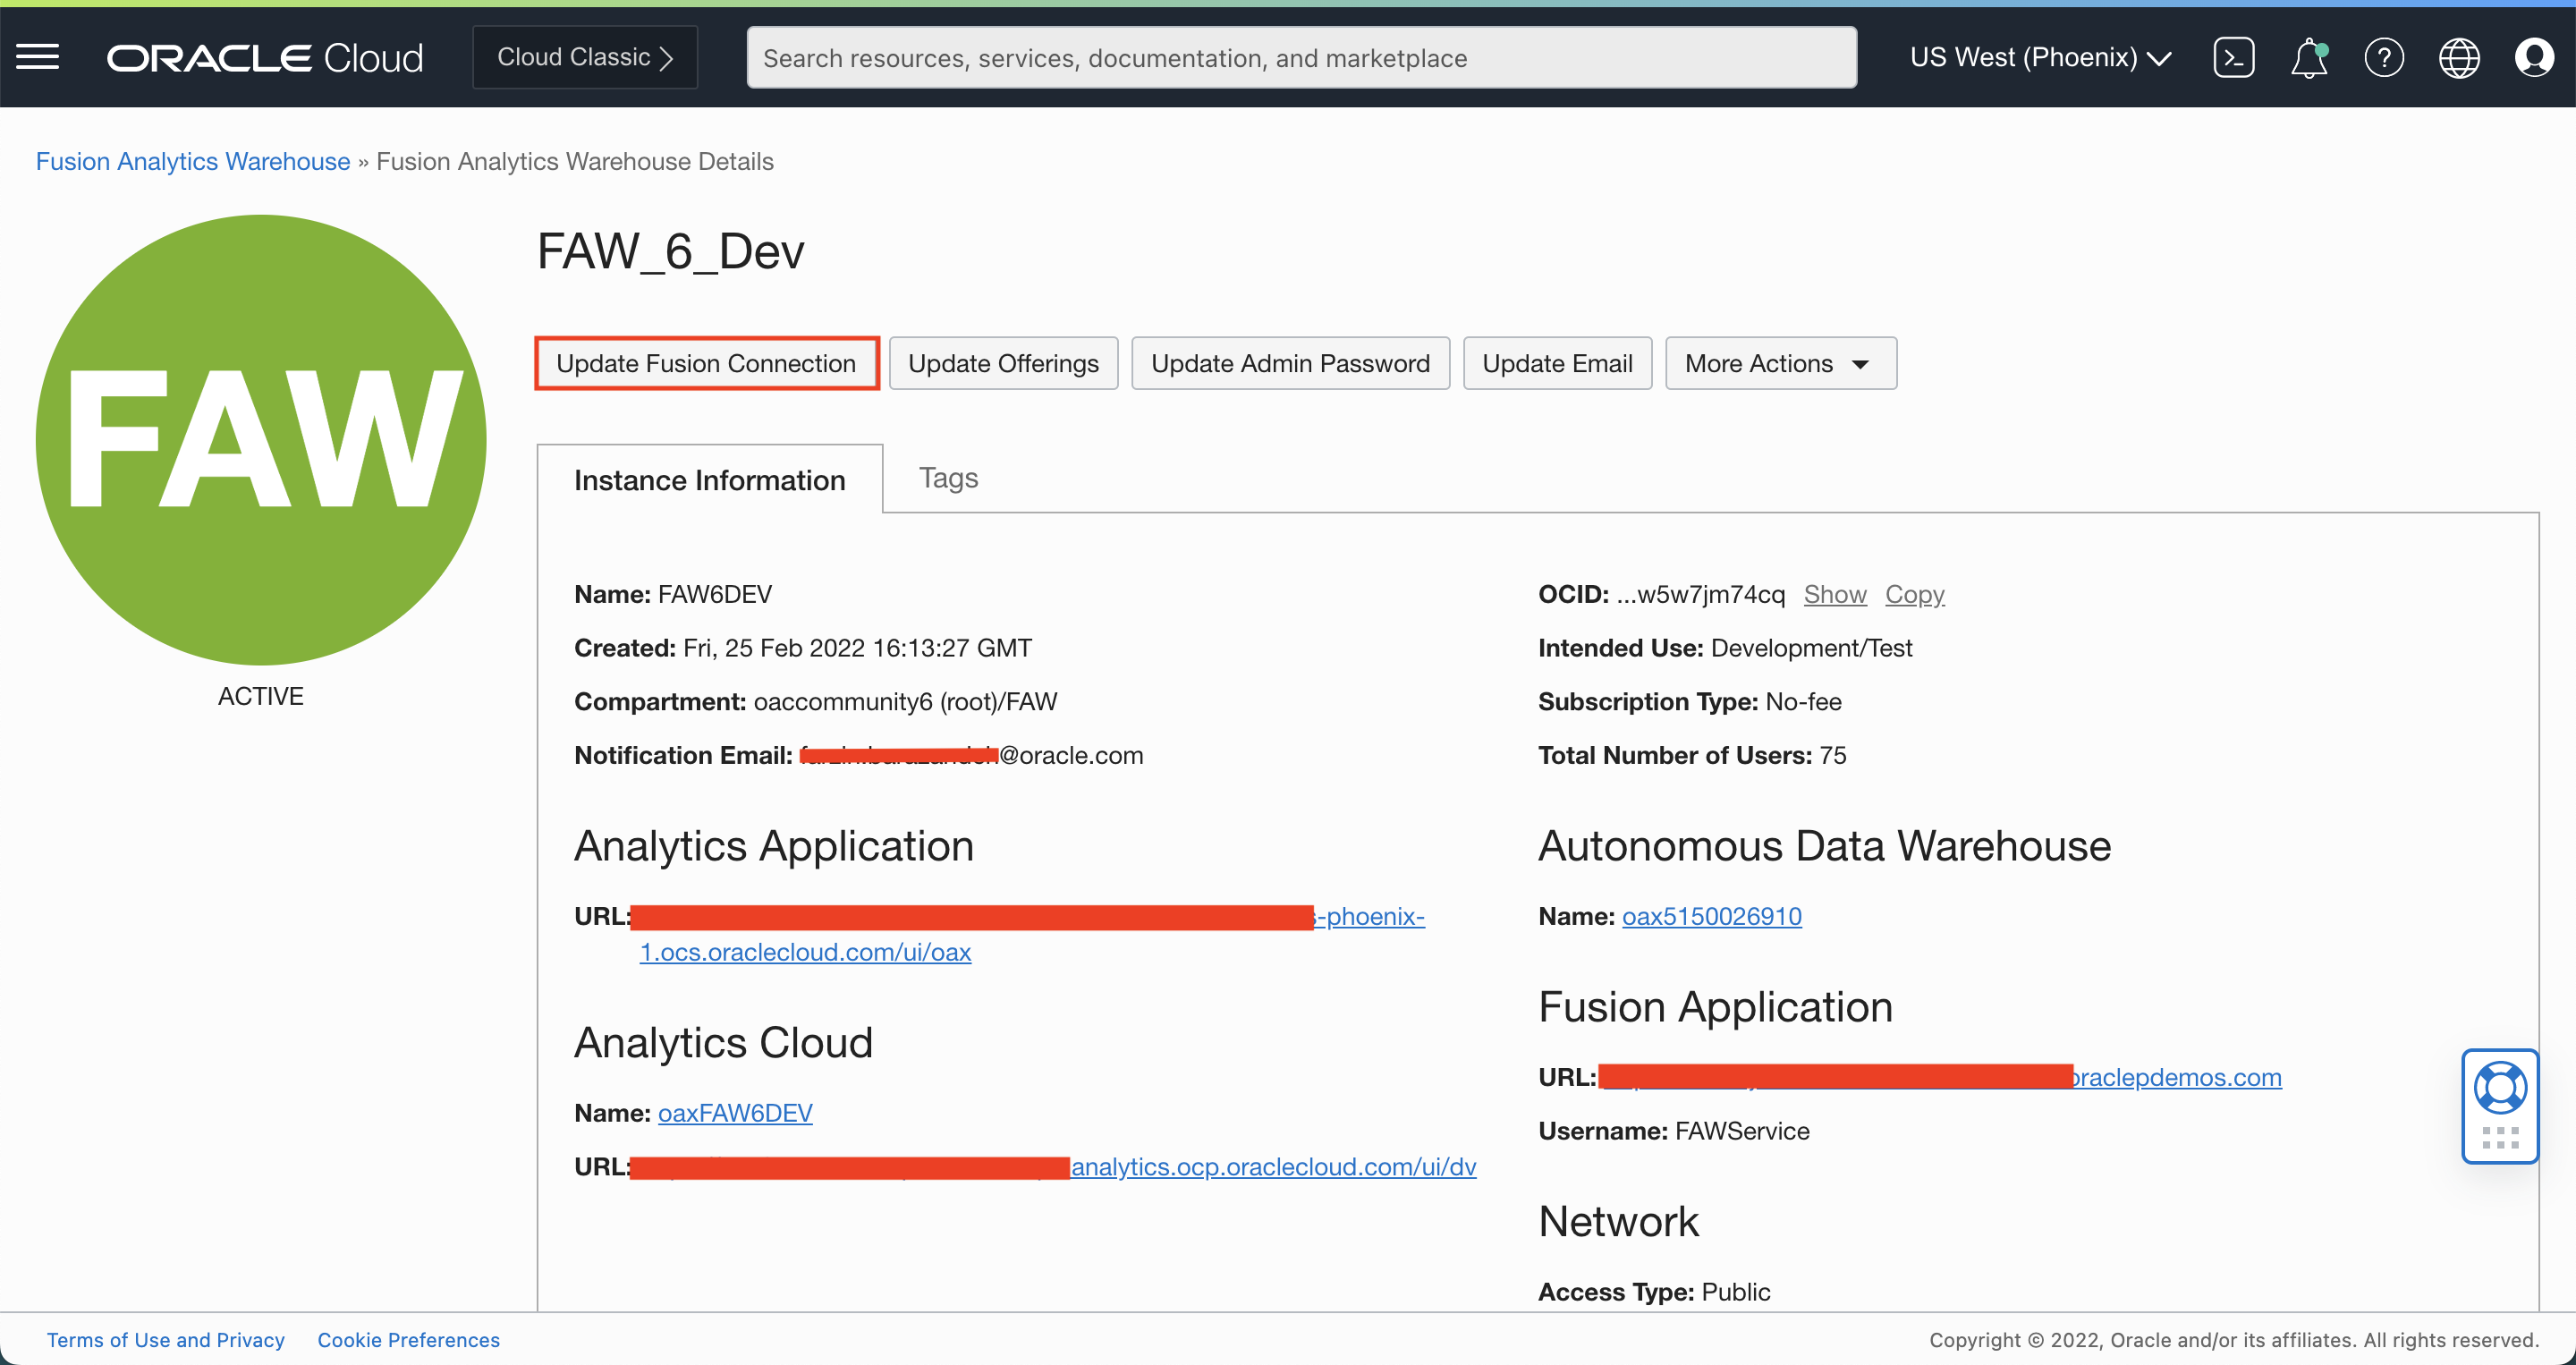 ORACLE Cloud
Cloud Classic
Search resources, services, documentation, and marketplace
US West (Phoenix)
Fusion Analytics Warehouse » Fusion Analytics Warehouse Details
FAW
ACTIVE
FAW_6_Dev
Update Fusion Connection
Update Offerings
Update Admin Password
Update Email
More Actions
Instance Information
Tags
Name: FAW6DEV
Created: Fri, 25 Feb 2022 16:13:27 GMT
Compartment: oaccommunity6 (root)/FAW
Notification Email: @oracle.com
Analytics Application
URL: -phoenix-
1.ocs.oraclecloud.com/ui/oax
Analytics Cloud
Name: oaxFAW6DEV
URL: analytics.ocp.oraclecloud.com/ui/dv
OCID: ...w5w7jm74cq Show Copy
Intended Use: Development/Test
Subscription Type: No-fee
Total Number of Users: 75
Autonomous Data Warehouse
Name: oax5150026910
Fusion Application
URL: oraclepdemos.com
Username: FAWService
Network
Access Type: Public
Terms of Use and Privacy
Cookie Preferences
Copyright © 2022, Oracle and/or its affiliates. All rights reserved.